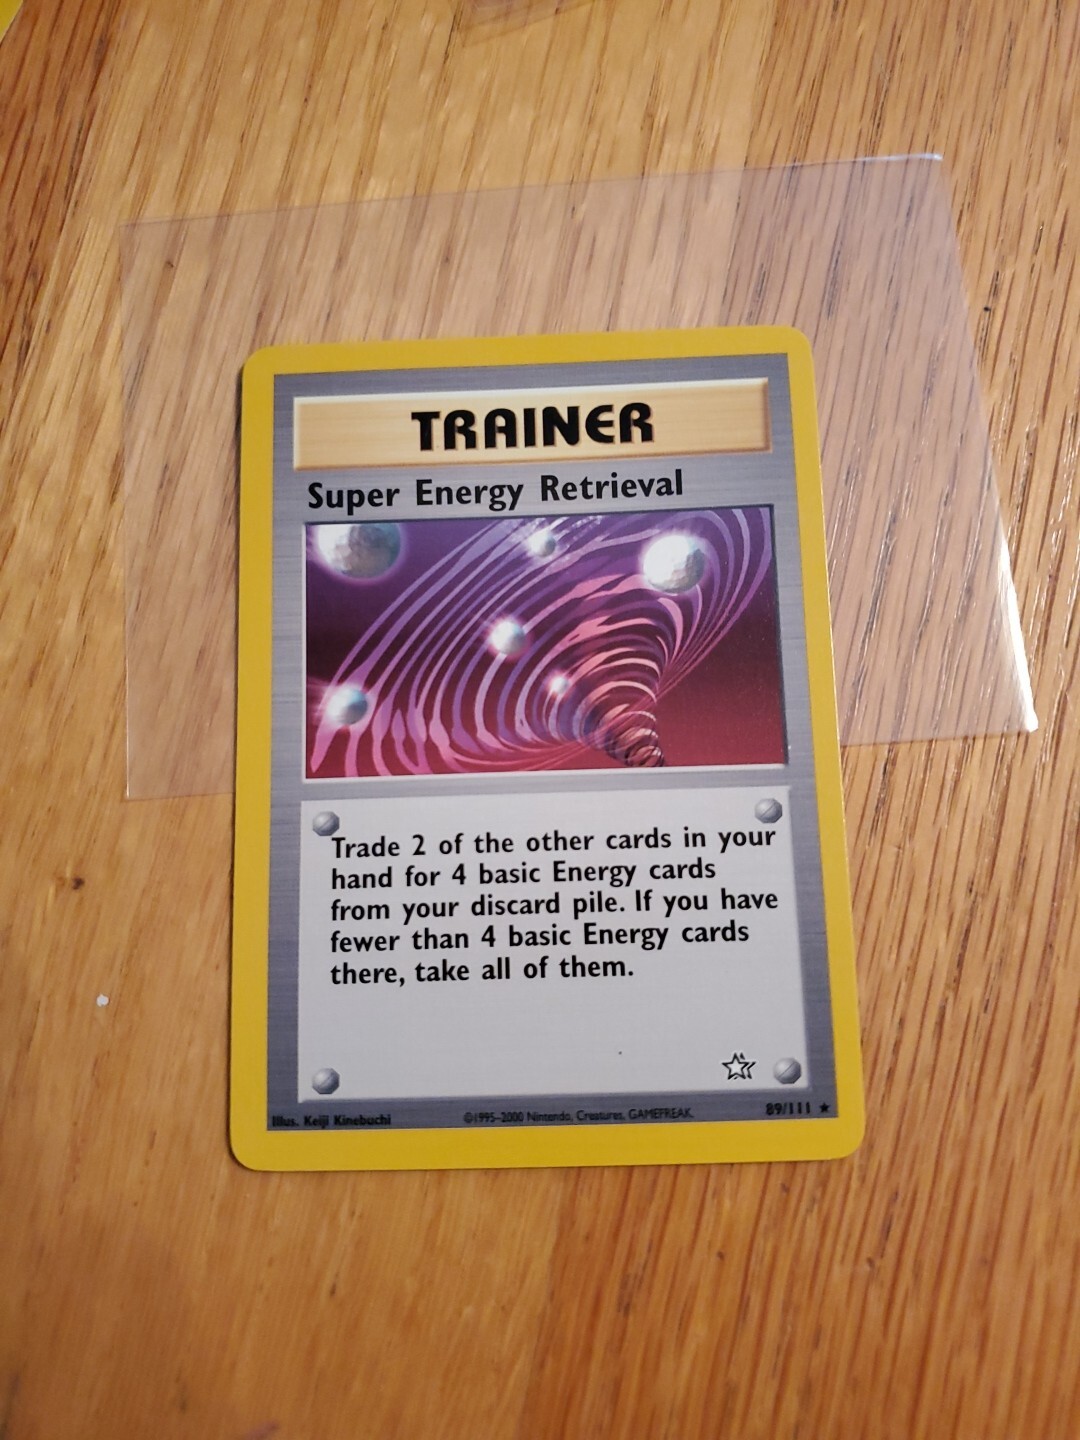 TRAINER
Super Energy Retrieval
Trade 2 of the other cards in your
hand for 4 basic Energy cards
from your discard pile. If you have
fewer than 4 basic Energy cards
there, take all of them.
Illus. Keiji Kinebuchi ©1995-2000 Nintendo, Creatures, GAMEFREAK. 89/111 ★